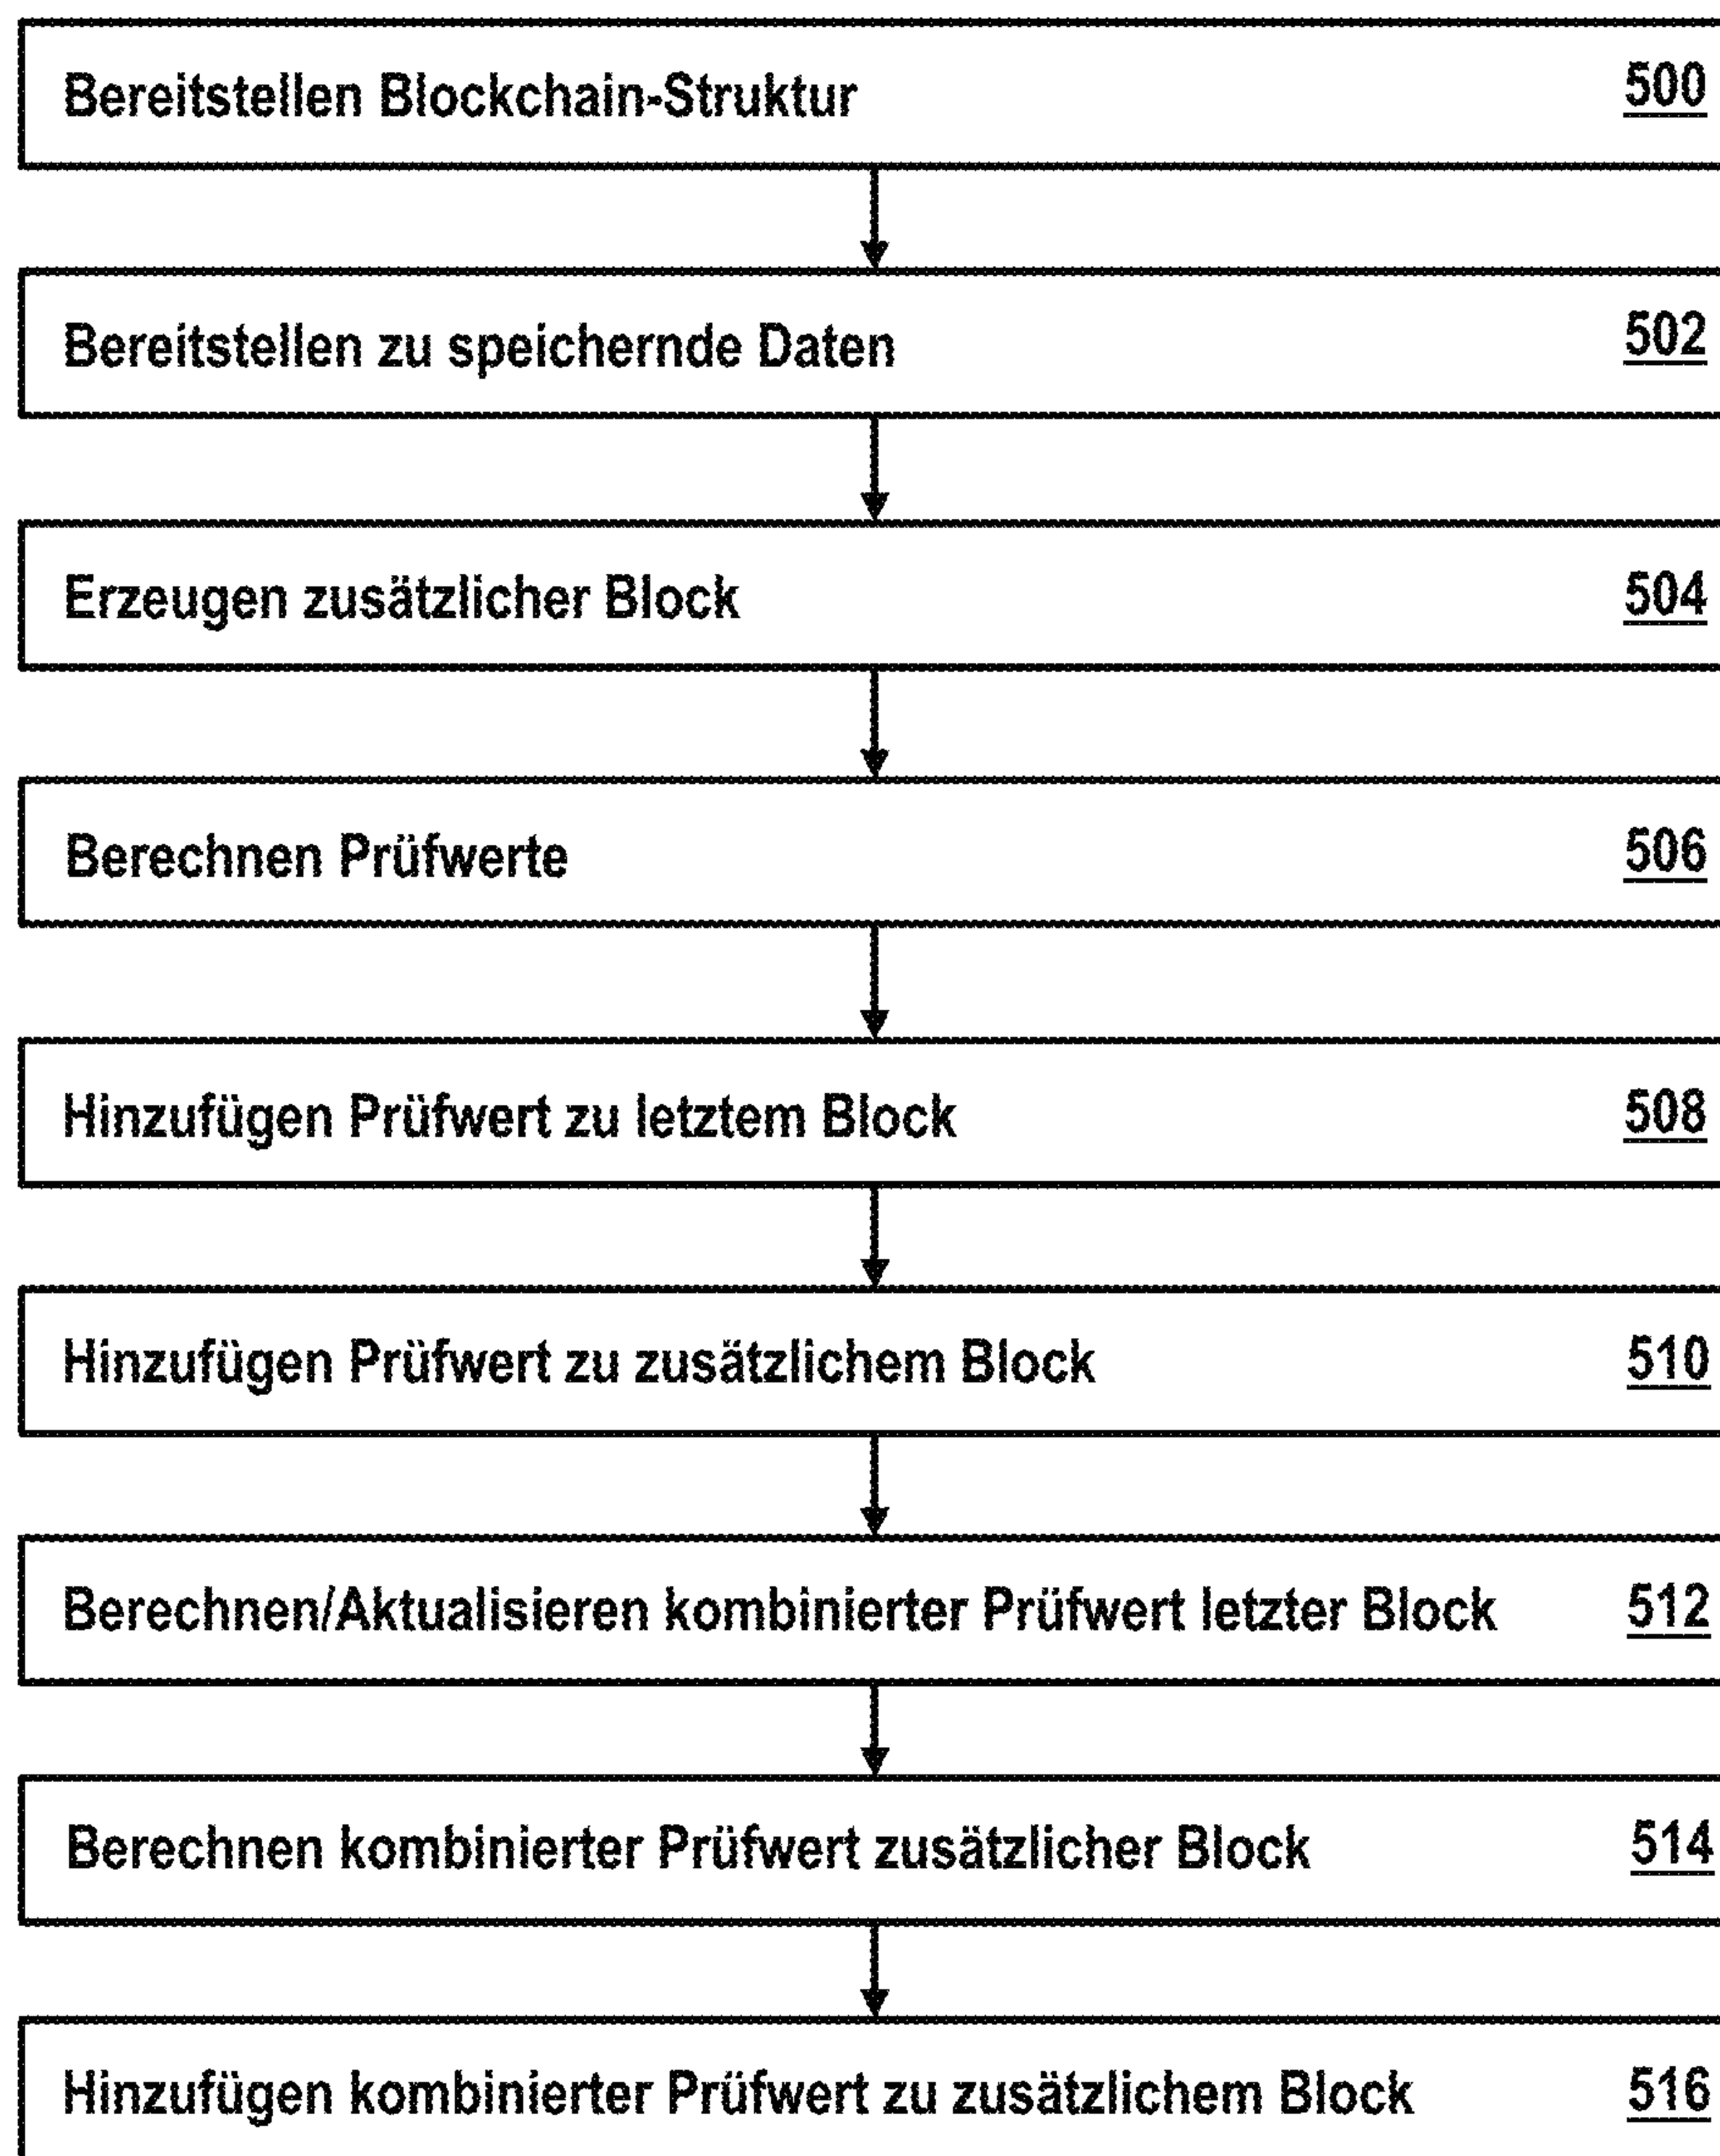 Bereitstellen Blockchain-Struktur 500
Bereitstellen zu speichernde Daten 502
Erzeugen zusätzlicher Block 504
Berechnen Prüfwerte 506
Hinzufügen Prüfwert zu letztem Block 508
Hinzufügen Prüfwert zu zusätzlichem Block 510
Berechnen/Aktualisieren kombinierter Prüfwert letzter Block 512
Berechnen kombinierter Prüfwert zusätzlicher Block 514
Hinzufügen kombinierter Prüfwert zu zusätzlichem Block 516